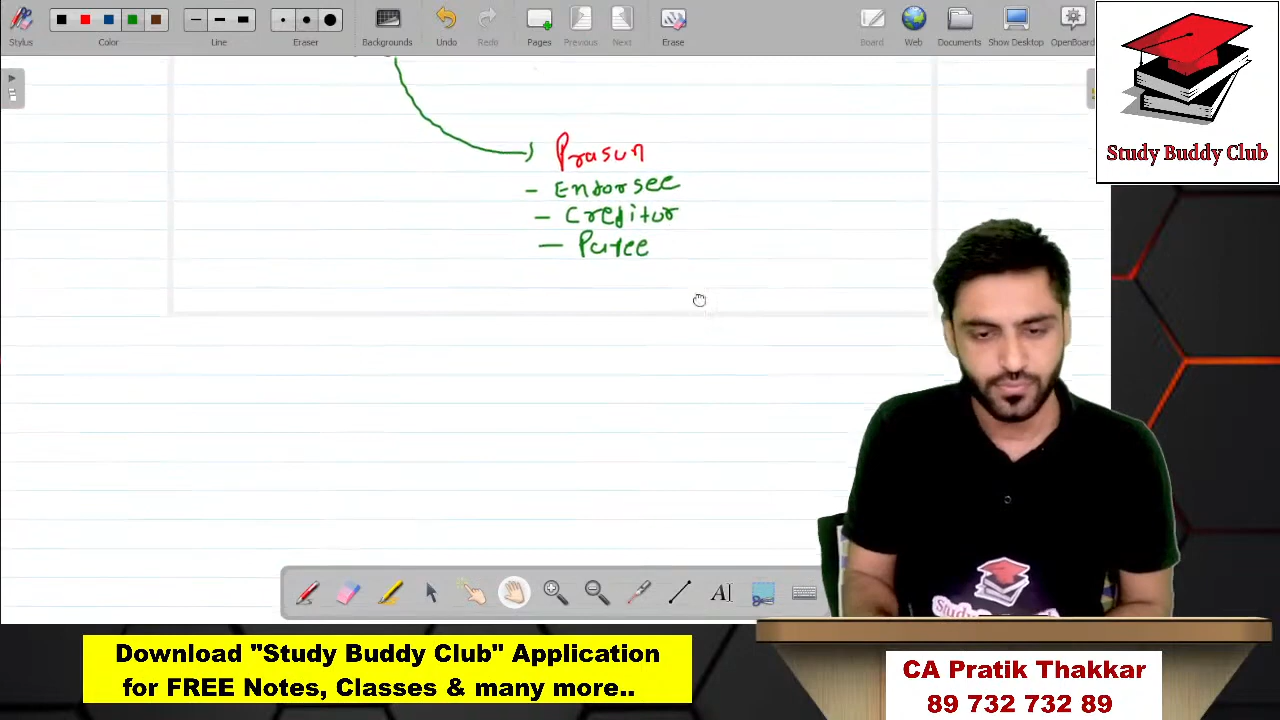 Stylus
Color
Line
Eraser
Backgrounds
Undo
Redo
Pages
Previous
Next
Erase
Board
Web
Documents
Show Desktop
OpenBoard
Study Buddy Club
Prasun
- Endorsee
- Creditor
- Payee
Download "Study Buddy Club" Application
for FREE Notes, Classes & many more..
CA Pratik Thakkar
89 732 732 89